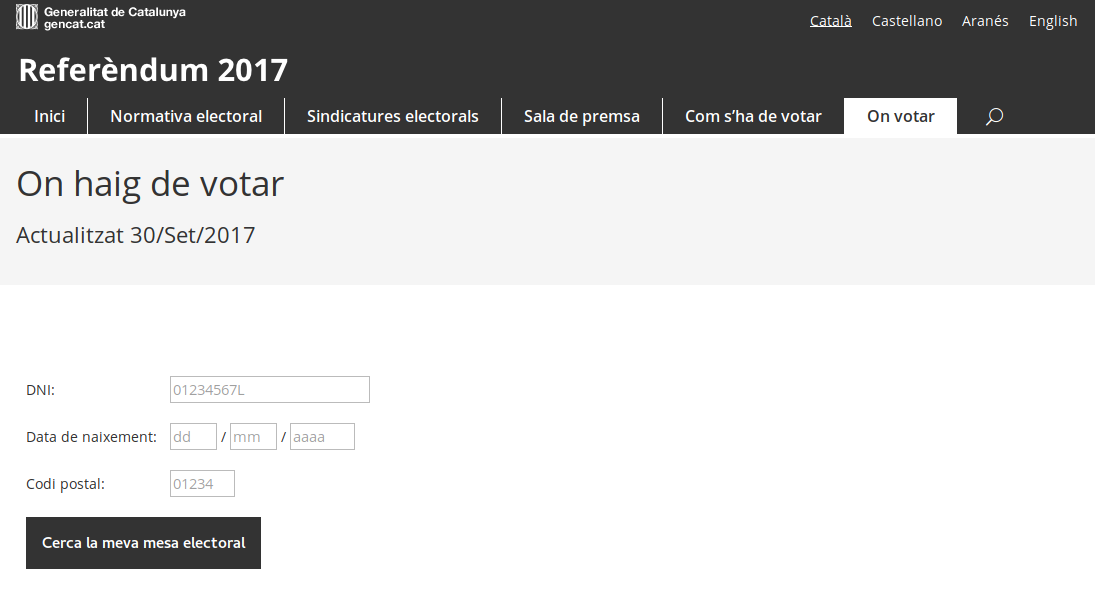 Generalitat de Catalunya
gencat.cat
Català Castellano Aranés English
Referèndum 2017
Inici Normativa electoral Sindicatures electorals Sala de premsa Com s’ha de votar On votar
On haig de votar
Actualitzat 30/Set/2017
DNI: 01234567L
Data de naixement: dd / mm / aaaa
Codi postal: 01234
Cerca la meva mesa electoral